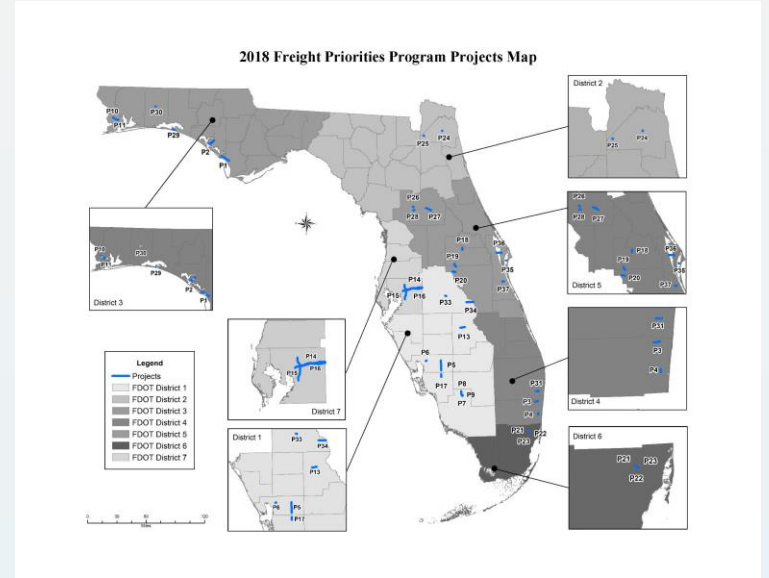 2018 Freight Priorities Program Projects Map
District 2
P25
P24
P10
P11
P30
P29
P2
P1
P25
P24
P26
P28
P27
P18
P19
P20
P36
P35
P37
P26
P28
P27
P18
P19
P20
P36
P35
P37
District 5
P10
P11
P30
P29
P2
P1
District 3
P14
P15
P16
P33
P34
P13
P6
P5
P17
P8
P9
P7
P31
P3
P4
P21
P22
P23
P31
P3
P4
District 4
P14
P15
P16
District 7
Legend
Projects
FDOT District 1
FDOT District 2
FDOT District 3
FDOT District 4
FDOT District 5
FDOT District 6
FDOT District 7
District 1
P33
P34
P13
P6
P5
P17
District 6
P21
P23
P22